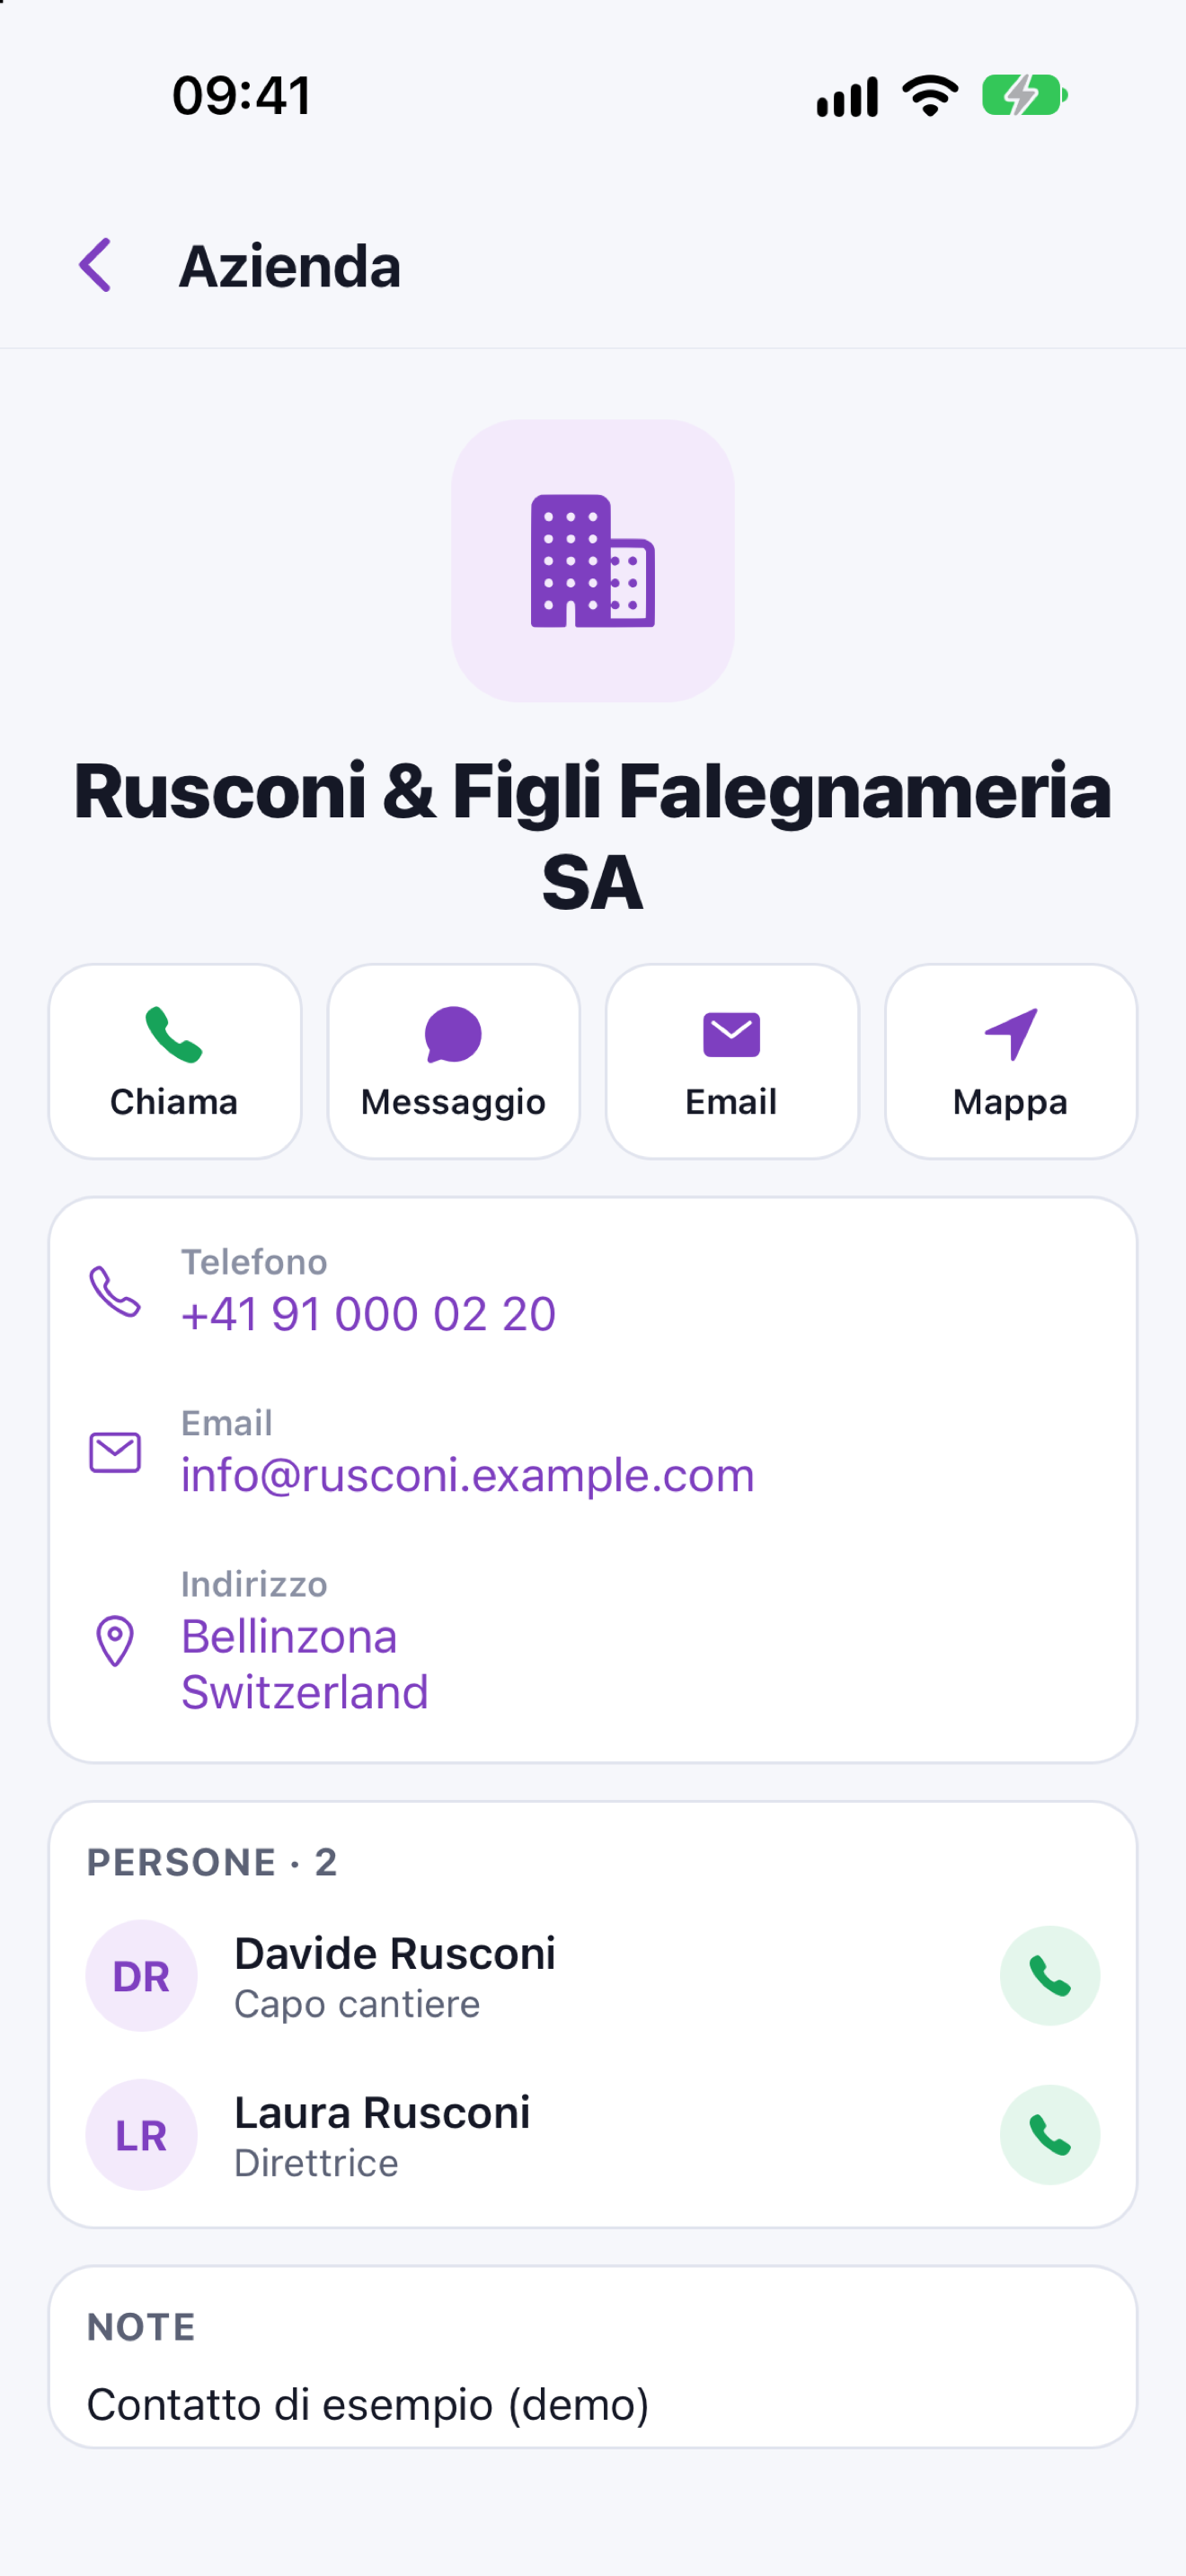 09:41
Azienda
Rusconi & Figli Falegnameria
SA
Chiama
Messaggio
Email
Mappa
Telefono
+41 91 000 02 20
Email
info@rusconi.example.com
Indirizzo
Bellinzona
Switzerland
PERSONE · 2
DR
Davide Rusconi
Capo cantiere
LR
Laura Rusconi
Direttrice
NOTE
Contatto di esempio (demo)